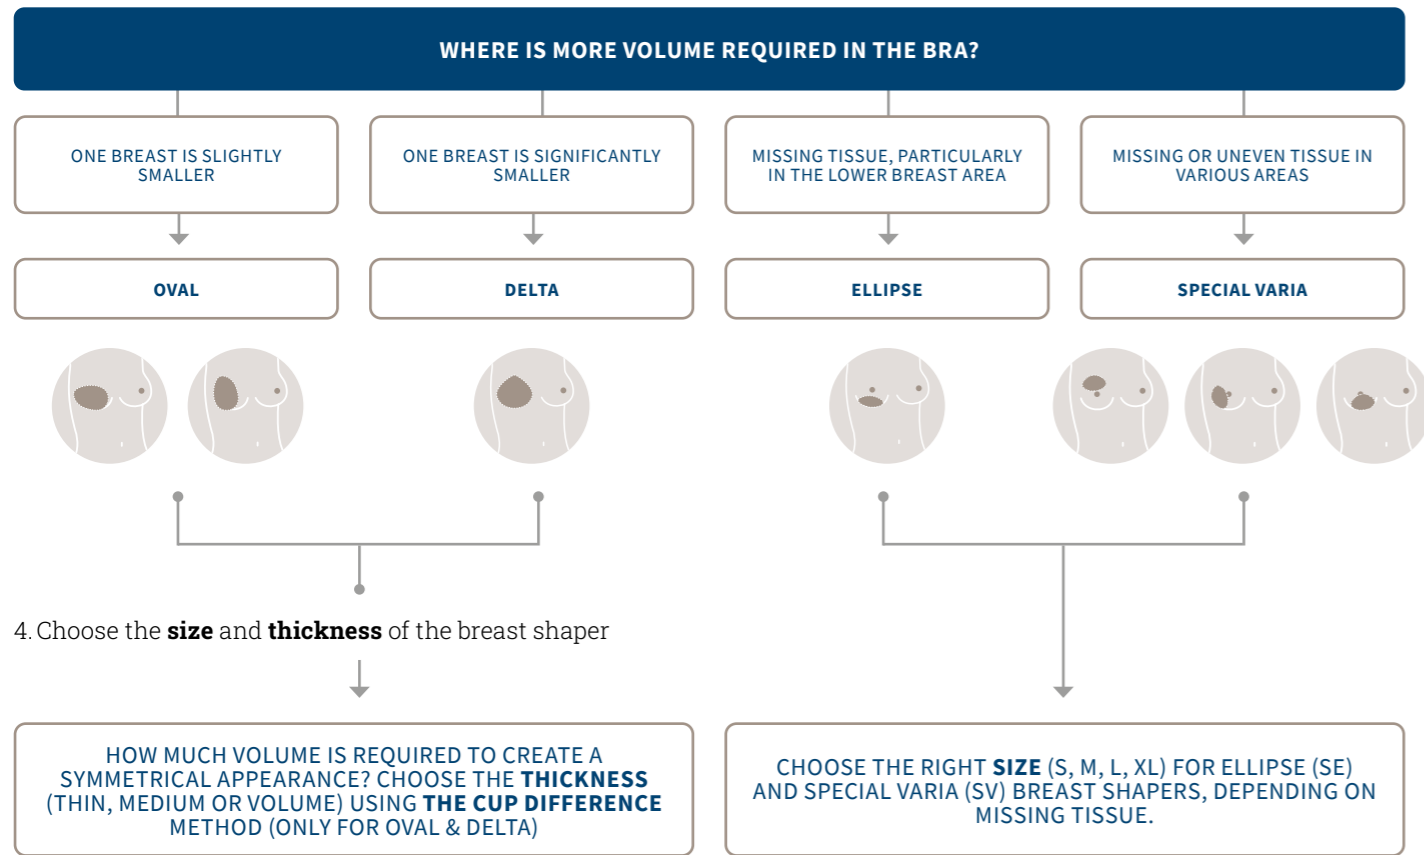 WHERE IS MORE VOLUME REQUIRED IN THE BRA?
ONE BREAST IS SLIGHTLY
SMALLER
ONE BREAST IS SIGNIFICANTLY
SMALLER
MISSING TISSUE, PARTICULARLY
IN THE LOWER BREAST AREA
MISSING OR UNEVEN TISSUE IN
VARIOUS AREAS
OVAL
DELTA
ELLIPSE
SPECIAL VARIA
4. Choose the size and thickness of the breast shaper
HOW MUCH VOLUME IS REQUIRED TO CREATE A
SYMMETRICAL APPEARANCE? CHOOSE THE THICKNESS
(THIN, MEDIUM OR VOLUME) USING THE CUP DIFFERENCE
METHOD (ONLY FOR OVAL & DELTA)
CHOOSE THE RIGHT SIZE (S, M, L, XL) FOR ELLIPSE (SE)
AND SPECIAL VARIA (SV) BREAST SHAPERS, DEPENDING ON
MISSING TISSUE.